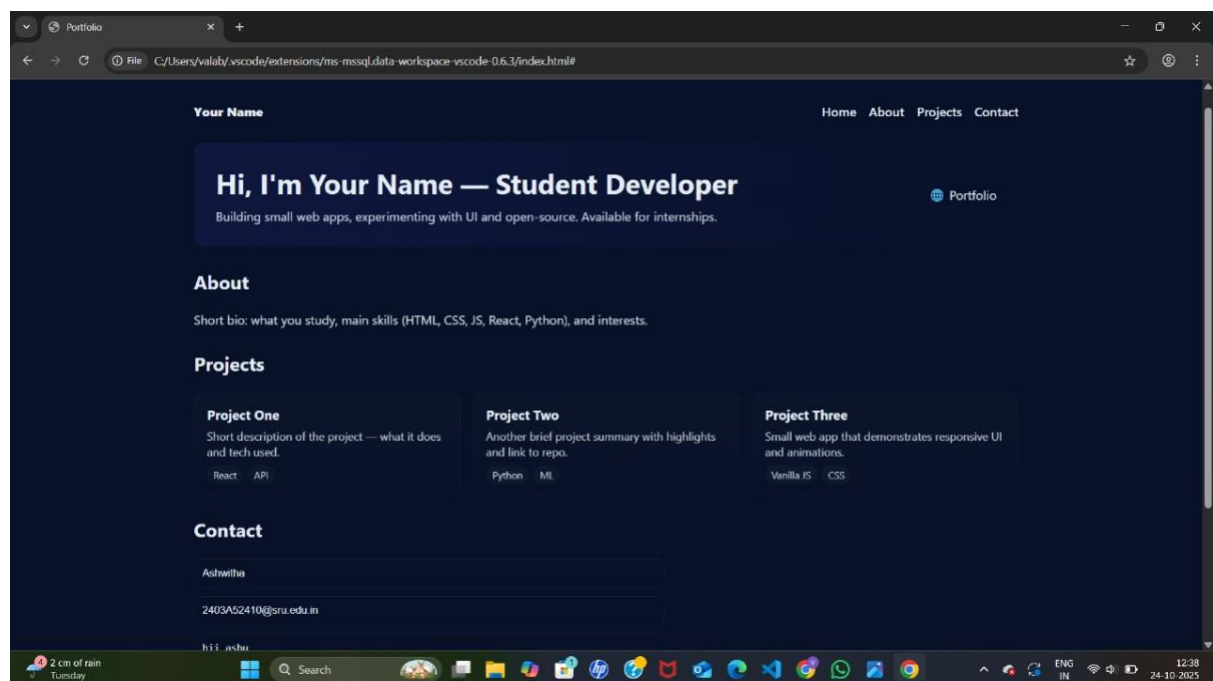 Portfolio
File C:/Users/valab/.vscode/extensions/ms-mssql.data-workspace-vscode-0.6.3/index.html#
Your Name
Home About Projects Contact
Hi, I'm Your Name — Student Developer
Building small web apps, experimenting with UI and open-source. Available for internships.
🌐 Portfolio
About
Short bio: what you study, main skills (HTML, CSS, JS, React, Python), and interests.
Projects
Project One
Short description of the project — what it does
and tech used.
React API
Project Two
Another brief project summary with highlights
and link to repo.
Python ML
Project Three
Small web app that demonstrates responsive UI
and animations.
Vanilla JS CSS
Contact
Ashwitha
2403A52410@sru.edu.in
hii ashu
4
2 cm of rain
Tuesday
Search
1
hp
ENG
IN
12:38
24-10-2025